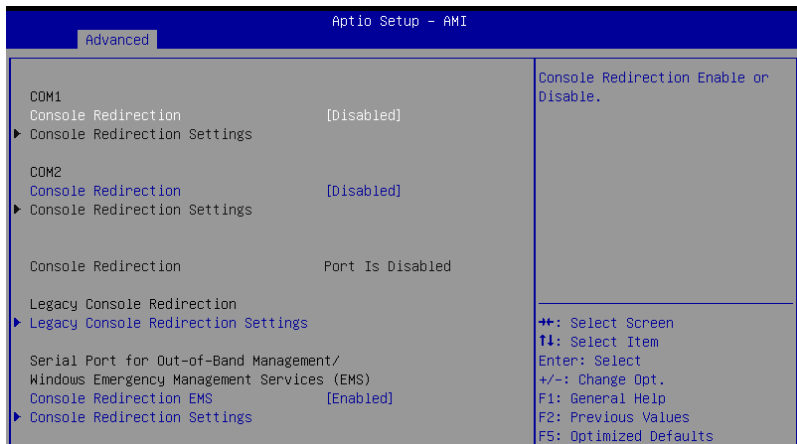 Aptio Setup – AMI
Advanced
COM1
Console Redirection [Disabled]
Console Redirection Settings
COM2
Console Redirection [Disabled]
Console Redirection Settings
Console Redirection Port Is Disabled
Legacy Console Redirection
Legacy Console Redirection Settings
Serial Port for Out-of-Band Management/
Windows Emergency Management Services (EMS)
Console Redirection EMS [Enabled]
Console Redirection Settings
Console Redirection Enable or
Disable.
→←: Select Screen
↑↓: Select Item
Enter: Select
+/-: Change Opt.
F1: General Help
F2: Previous Values
F5: Optimized Defaults